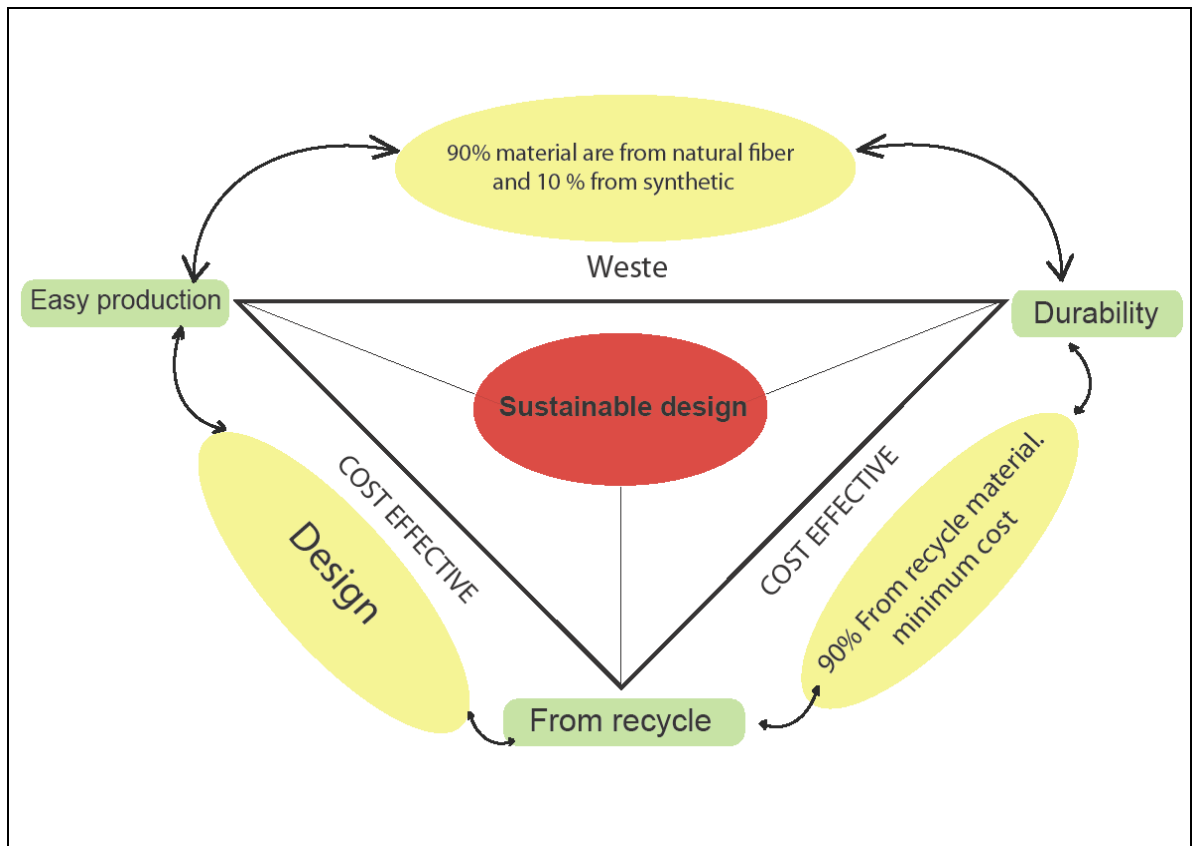 90% material are from natural fiber
and 10 % from synthetic
Weste
Easy production
Durability
Sustainable design
COST EFFECTIVE
COST EFFECTIVE
Design
90% From recycle material.
minimum cost
From recycle